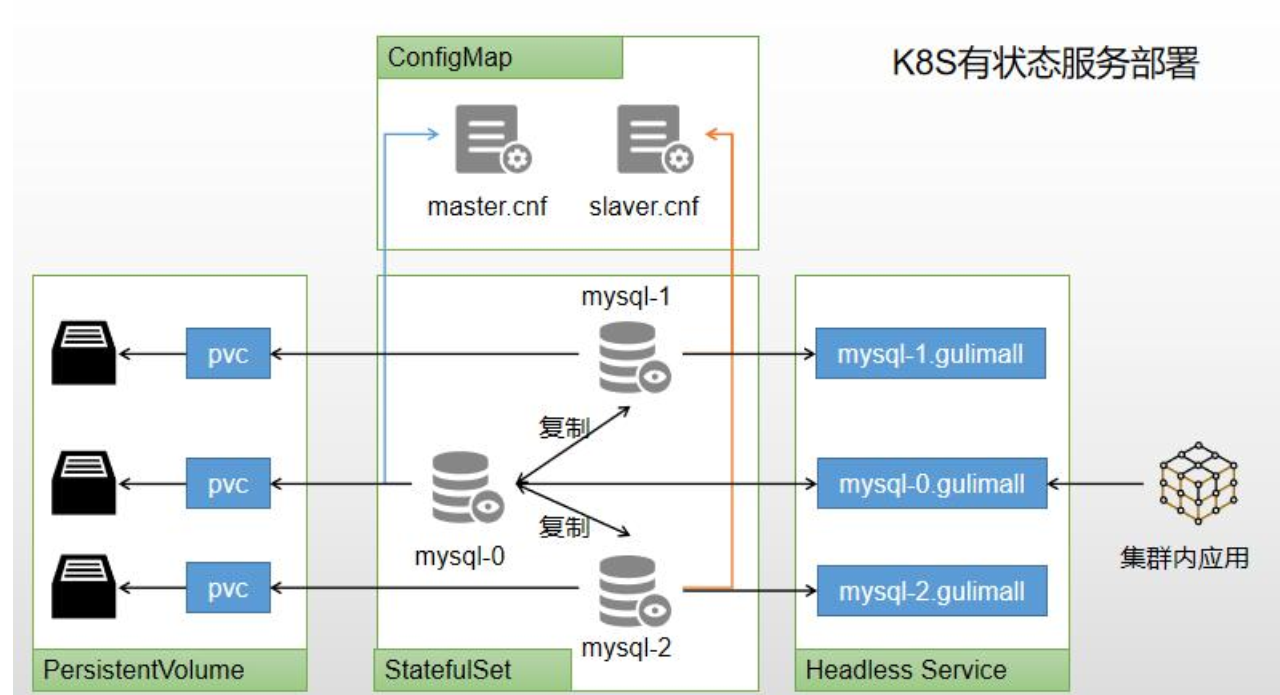 K8S有状态服务部署
ConfigMap
master.cnf
slaver.cnf
mysql-1
pvc
mysql-1.gulimall
复制
pvc
mysql-0.gulimall
复制
mysql-0
集群内应用
pvc
mysql-2.gulimall
mysql-2
PersistentVolume
StatefulSet
Headless Service